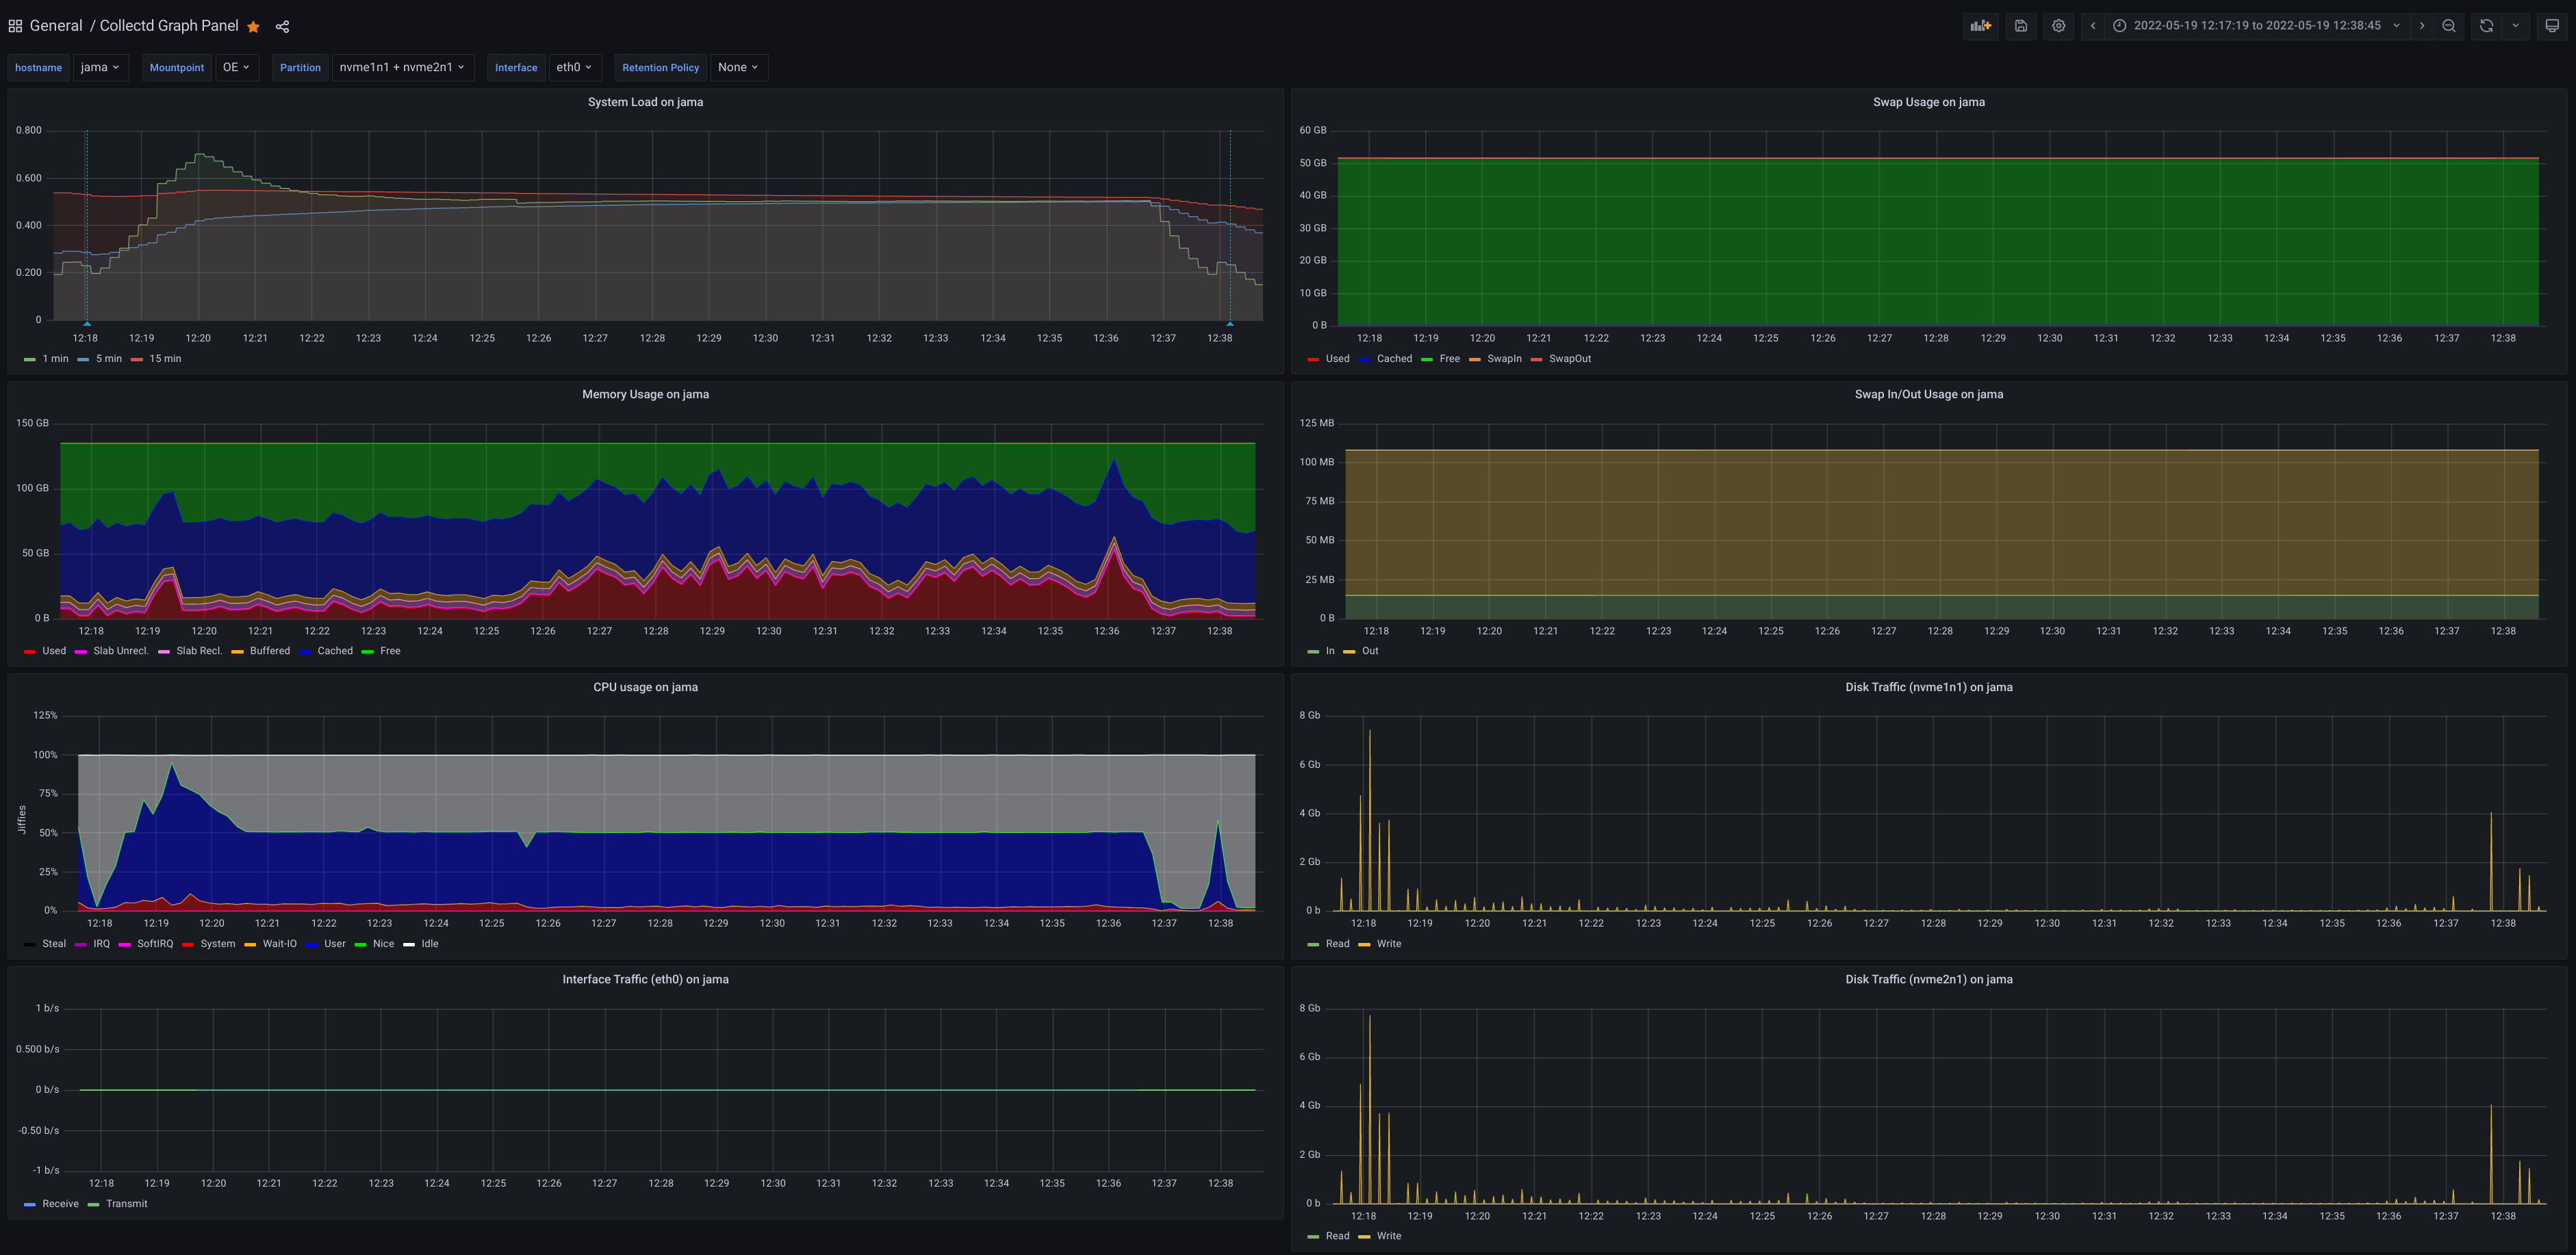 General / Collectd Graph Panel
2022-05-19 12:17:19 to 2022-05-19 12:38:45
hostname jama Mountpoint OE Partition nvme1n1 + nvme2n1 Interface eth0 Retention Policy None
System Load on jama
0.800
0.600
0.400
0.200
0
12:18 12:19 12:20 12:21 12:22 12:23 12:24 12:25 12:26 12:27 12:28 12:29 12:30 12:31 12:32 12:33 12:34 12:35 12:36 12:37 12:38
1 min 5 min 15 min
Swap Usage on jama
60 GB
50 GB
40 GB
30 GB
20 GB
10 GB
0 B
12:18 12:19 12:20 12:21 12:22 12:23 12:24 12:25 12:26 12:27 12:28 12:29 12:30 12:31 12:32 12:33 12:34 12:35 12:36 12:37 12:38
Used Cached Free SwapIn SwapOut
Memory Usage on jama
150 GB
100 GB
50 GB
0 B
12:18 12:19 12:20 12:21 12:22 12:23 12:24 12:25 12:26 12:27 12:28 12:29 12:30 12:31 12:32 12:33 12:34 12:35 12:36 12:37 12:38
Used Slab Unrecl. Slab Recl. Buffered Cached Free
Swap In/Out Usage on jama
125 MB
100 MB
75 MB
50 MB
25 MB
0 B
12:18 12:19 12:20 12:21 12:22 12:23 12:24 12:25 12:26 12:27 12:28 12:29 12:30 12:31 12:32 12:33 12:34 12:35 12:36 12:37 12:38
In Out
CPU usage on jama
Jiffies
125%
100%
75%
50%
25%
0%
12:18 12:19 12:20 12:21 12:22 12:23 12:24 12:25 12:26 12:27 12:28 12:29 12:30 12:31 12:32 12:33 12:34 12:35 12:36 12:37 12:38
Steal IRQ SoftIRQ System Wait-IO User Nice Idle
Disk Traffic (nvme1n1) on jama
8 Gb
6 Gb
4 Gb
2 Gb
0 b
12:18 12:19 12:20 12:21 12:22 12:23 12:24 12:25 12:26 12:27 12:28 12:29 12:30 12:31 12:32 12:33 12:34 12:35 12:36 12:37 12:38
Read Write
Interface Traffic (eth0) on jama
1 b/s
0.500 b/s
0 b/s
-0.50 b/s
-1 b/s
12:18 12:19 12:20 12:21 12:22 12:23 12:24 12:25 12:26 12:27 12:28 12:29 12:30 12:31 12:32 12:33 12:34 12:35 12:36 12:37 12:38
Receive Transmit
Disk Traffic (nvme2n1) on jama
8 Gb
6 Gb
4 Gb
2 Gb
0 b
12:18 12:19 12:20 12:21 12:22 12:23 12:24 12:25 12:26 12:27 12:28 12:29 12:30 12:31 12:32 12:33 12:34 12:35 12:36 12:37 12:38
Read Write